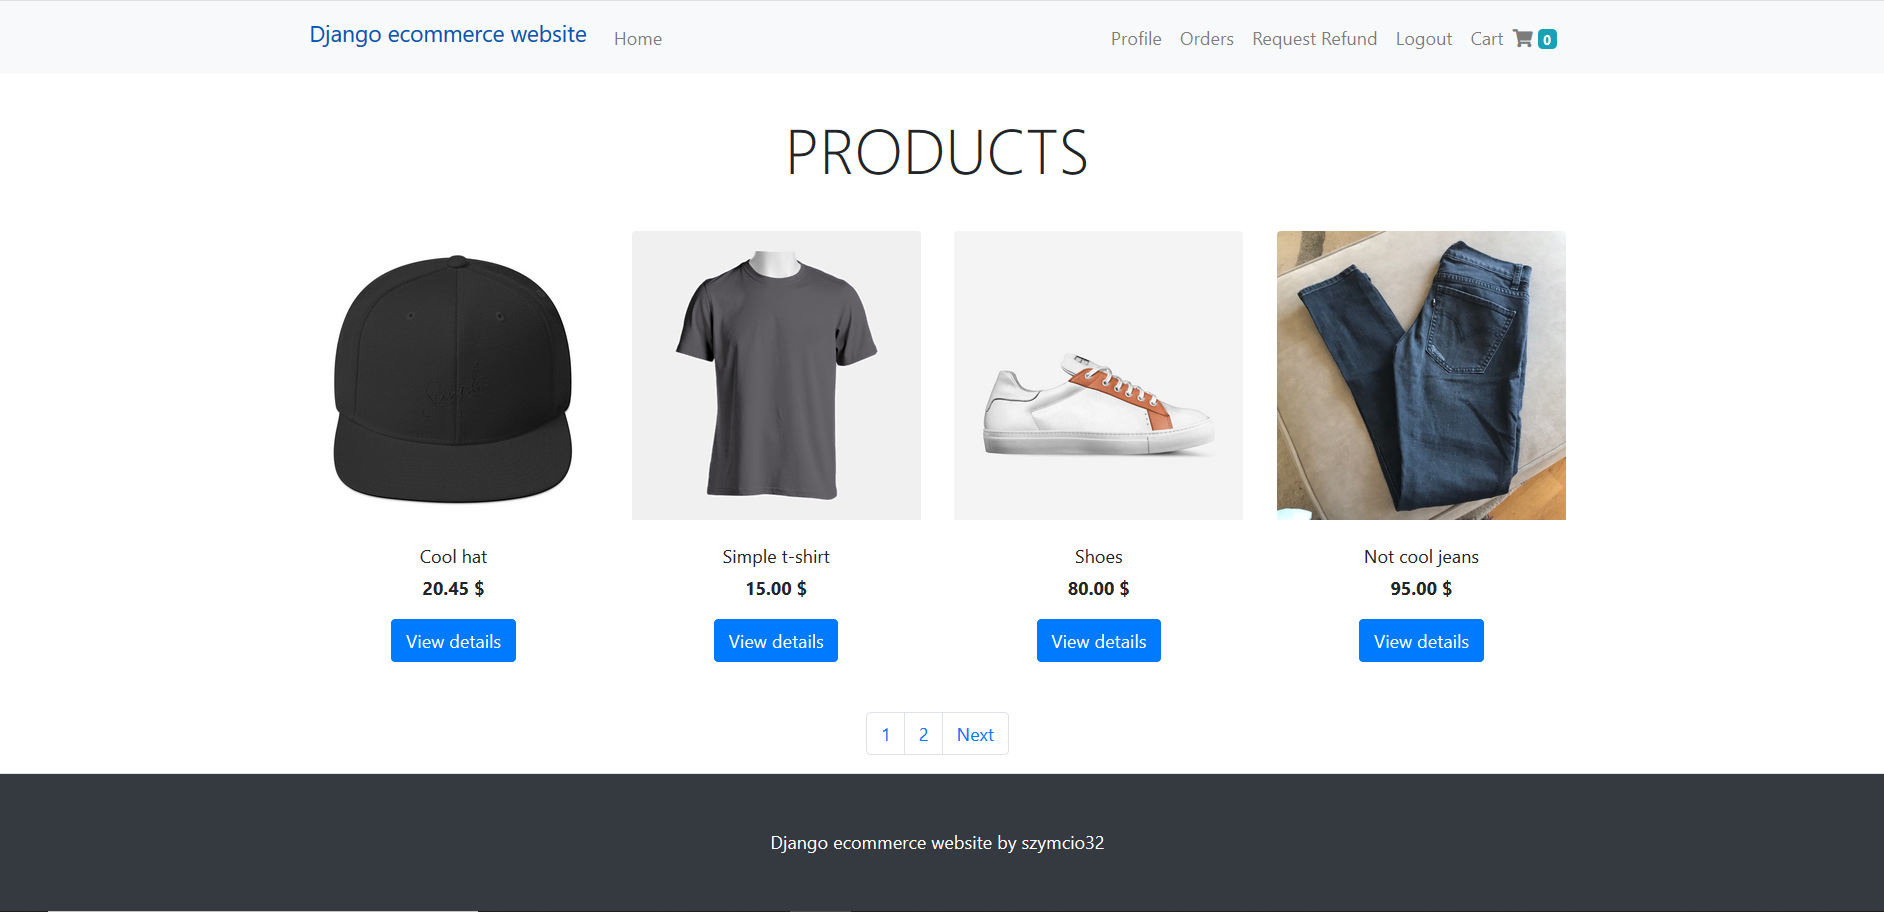 Django ecommerce website
Home
Profile
Orders
Request Refund
Logout
Cart 0
PRODUCTS
Cool hat
20.45 $
View details
Simple t-shirt
15.00 $
View details
Shoes
80.00 $
View details
Not cool jeans
95.00 $
View details
1 2 Next
Django ecommerce website by szymcio32